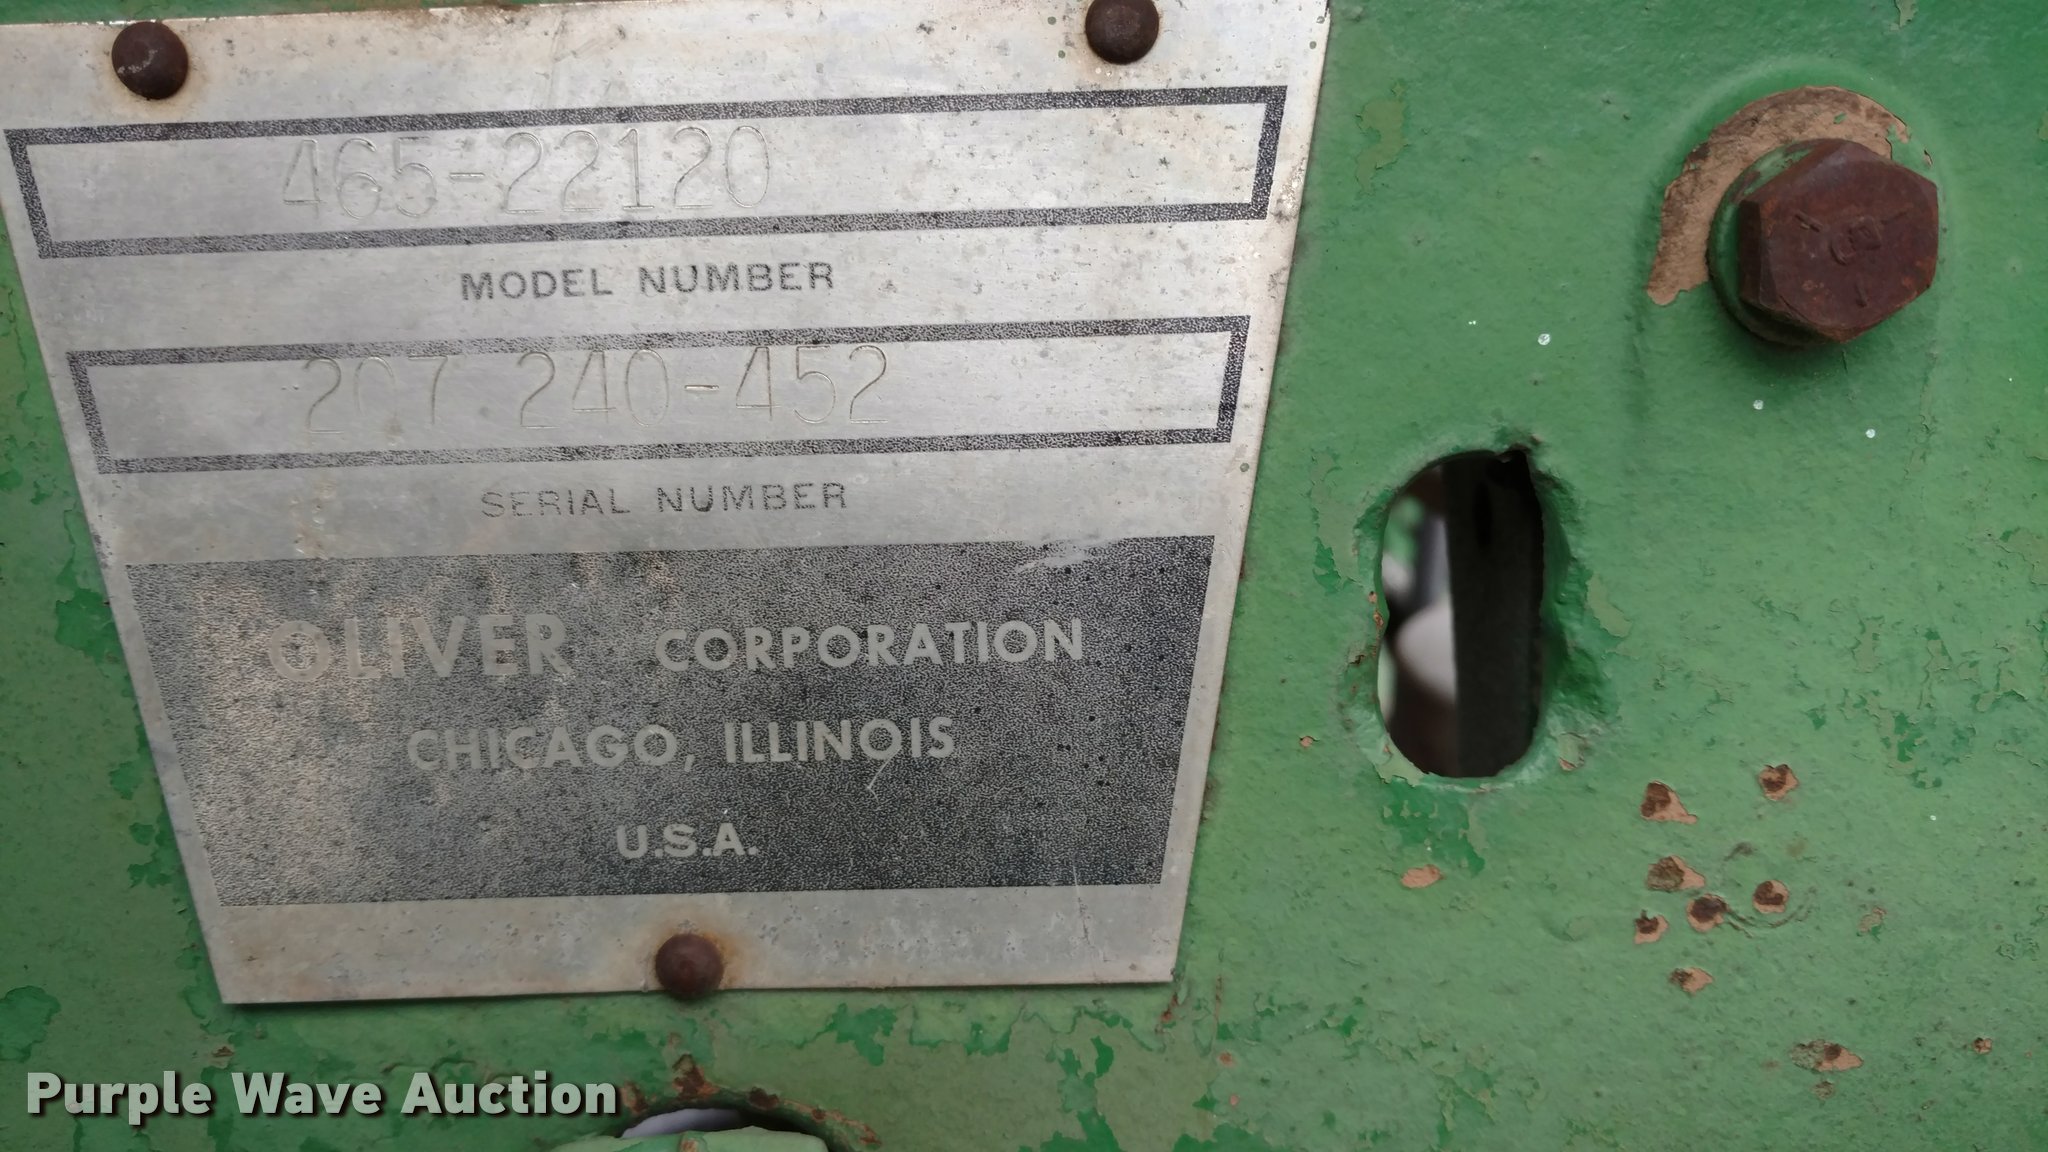 465-22120
MODEL NUMBER
207 240-452
SERIAL NUMBER
OLIVER CORPORATION
CHICAGO, ILLINOIS
U.S.A.
Purple Wave Auction